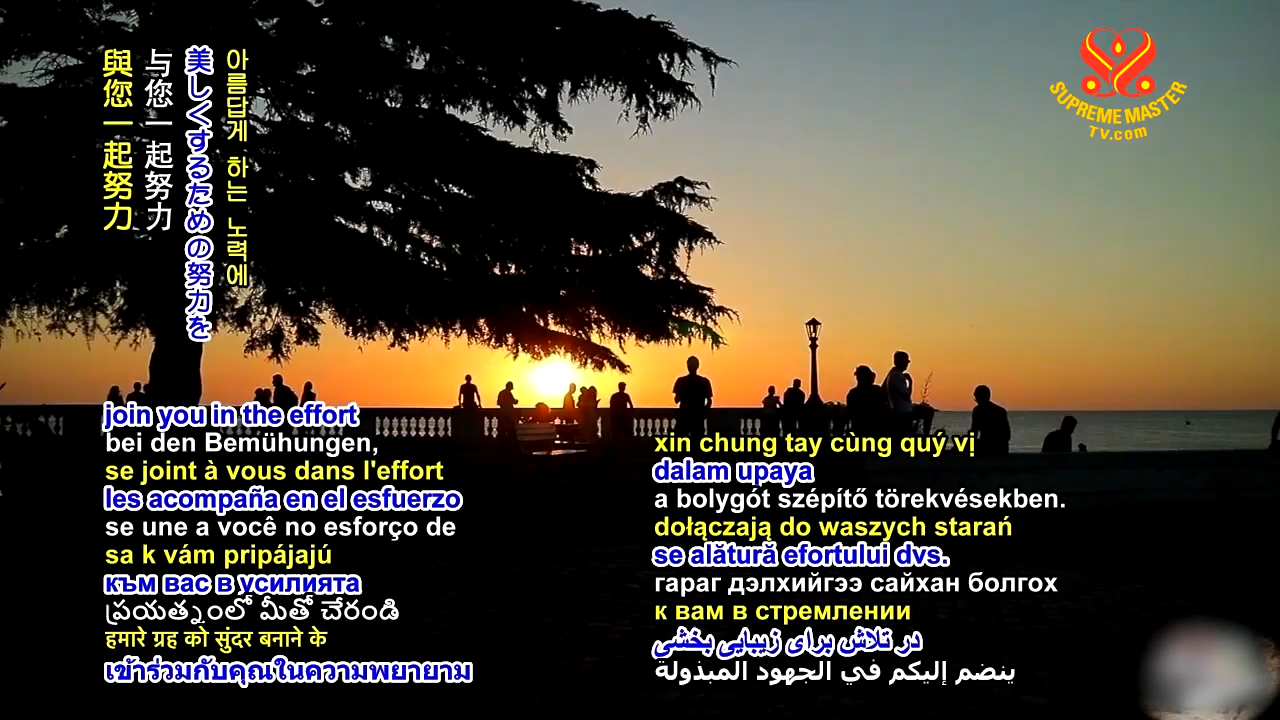 與您一起努力
与您一起努力
美しくするための努力を
아름답게 하는 노력에
SUPREME MASTER
TV.com
join you in the effort
bei den Bemühungen,
se joint à vous dans l'effort
les acompaña en el esfuerzo
se une a você no esforço de
sa k vám pripájajú
към вас в усилията
ప్రయత్నంలో మీతో చేరండి
हमारे ग्रह को सुंदर बनाने के
เข้าร่วมกับคุณในความพยายาม
xin chung tay cùng quý vị
dalam upaya
a bolygót szépítő törekvésekben.
dołączają do waszych starań
se alătură efortului dvs.
гараг дэлхийгээ сайхан болгох
к вам в стремлении
در تلاش برای زیبایی بخشی
ينضم إليكم في الجهود المبذولة